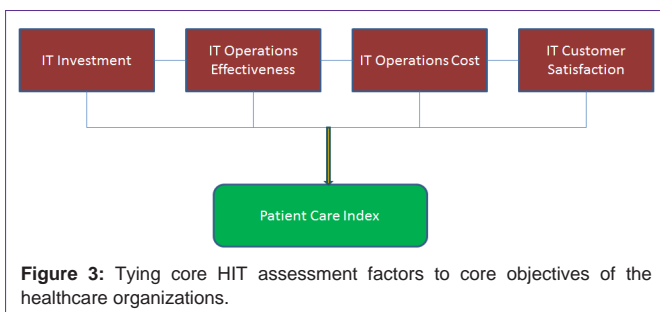 IT Investment
IT Operations
Effectiveness
IT Operations Cost
IT Customer
Satisfaction
Patient Care Index
Figure 3: Tying core HIT assessment factors to core objectives of the
healthcare organizations.